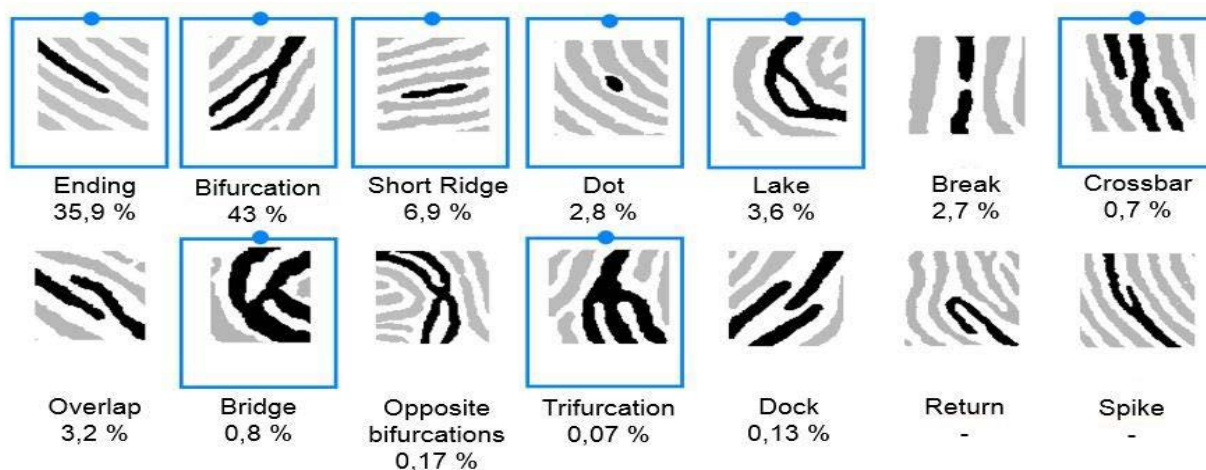 Ending
35,9 %
Bifurcation
43 %
Short Ridge
6,9 %
Dot
2,8 %
Lake
3,6 %
Break
2,7 %
Crossbar
0,7 %
Overlap
3,2 %
Bridge
0,8 %
Opposite
bifurcations
0,17 %
Trifurcation
0,07 %
Dock
0,13 %
Return
-
Spike
-